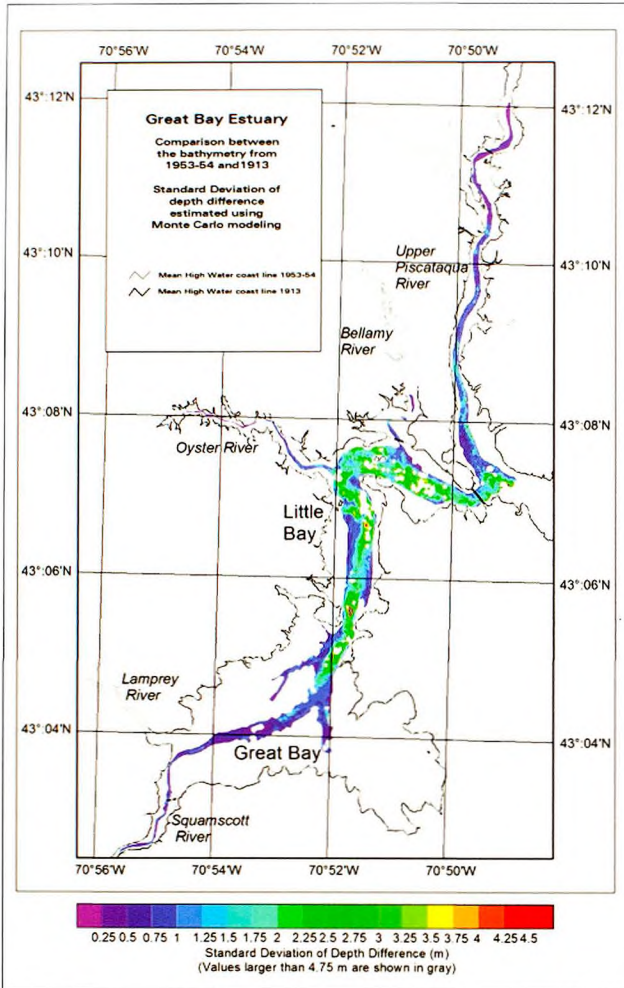 70°56'W 70°54'W 70°52'W 70°50'W
43°:12'N 43°:12'N
Great Bay Estuary
Comparison between
the bathymetry from
1953-54 and1913
Standard Deviation of
depth difference
estimated using
Monte Carlo modeling
Mean High Water coast line 1953-54
Mean High Water coast line 1913
43°:10'N 43°:10'N
Upper
Piscataqua
River
Bellamy
River
43°:08'N 43°:08'N
Oyster River
Little
Bay
43°:06'N 43°:06'N
Lamprey
River
43°:04'N 43°:04'N
Great Bay
Squamscott
River
70°56'W 70°54'W 70°52'W 70°50'W
0.25 0.5 0.75 1 1.25 1.5 1.75 2 2.25 2.5 2.75 3 3.25 3.5 3.75 4 4.25 4.5
Standard Deviation of Depth Difference (m)
(Values larger than 4.75 m are shown in gray)